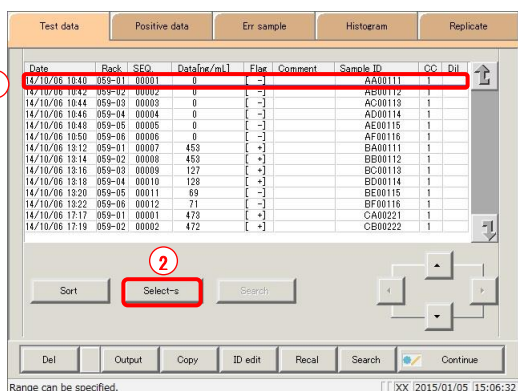 Test data Positive data Err sample Histogram Replicate
Date Rack SEQ. Data[ng/mL] Flag Comment Sample ID CC Dil
14/10/06 10:40 059-01 00001 0 [ -] AA00111 1
14/10/06 10:42 059-02 00002 0 [ -] AB00112 1
14/10/06 10:44 059-03 00003 0 [ -] AC00113 1
14/10/06 10:46 059-04 00004 0 [ -] AD00114 1
14/10/06 10:48 059-05 00005 0 [ -] AE00115 1
14/10/06 10:50 059-06 00006 0 [ -] AF00116 1
14/10/06 13:12 059-01 00007 453 [ +] BA00111 1
14/10/06 13:14 059-02 00008 453 [ +] BB00112 1
14/10/06 13:16 059-03 00009 127 [ +] BC00113 1
14/10/06 13:18 059-04 00010 128 [ +] BD00114 1
14/10/06 13:20 059-05 00011 69 [ -] BE00115 1
14/10/06 13:22 059-06 00012 71 [ -] BF00116 1
14/10/06 17:17 059-01 00001 473 [ +] CA00221 1
14/10/06 17:19 059-02 00002 472 [ +] CB00222 1
2
Sort Select-s Search
Del Output Copy ID edit Recal Search Continue
Range can be specified. [ [ XX 2015/01/05 15:06:32